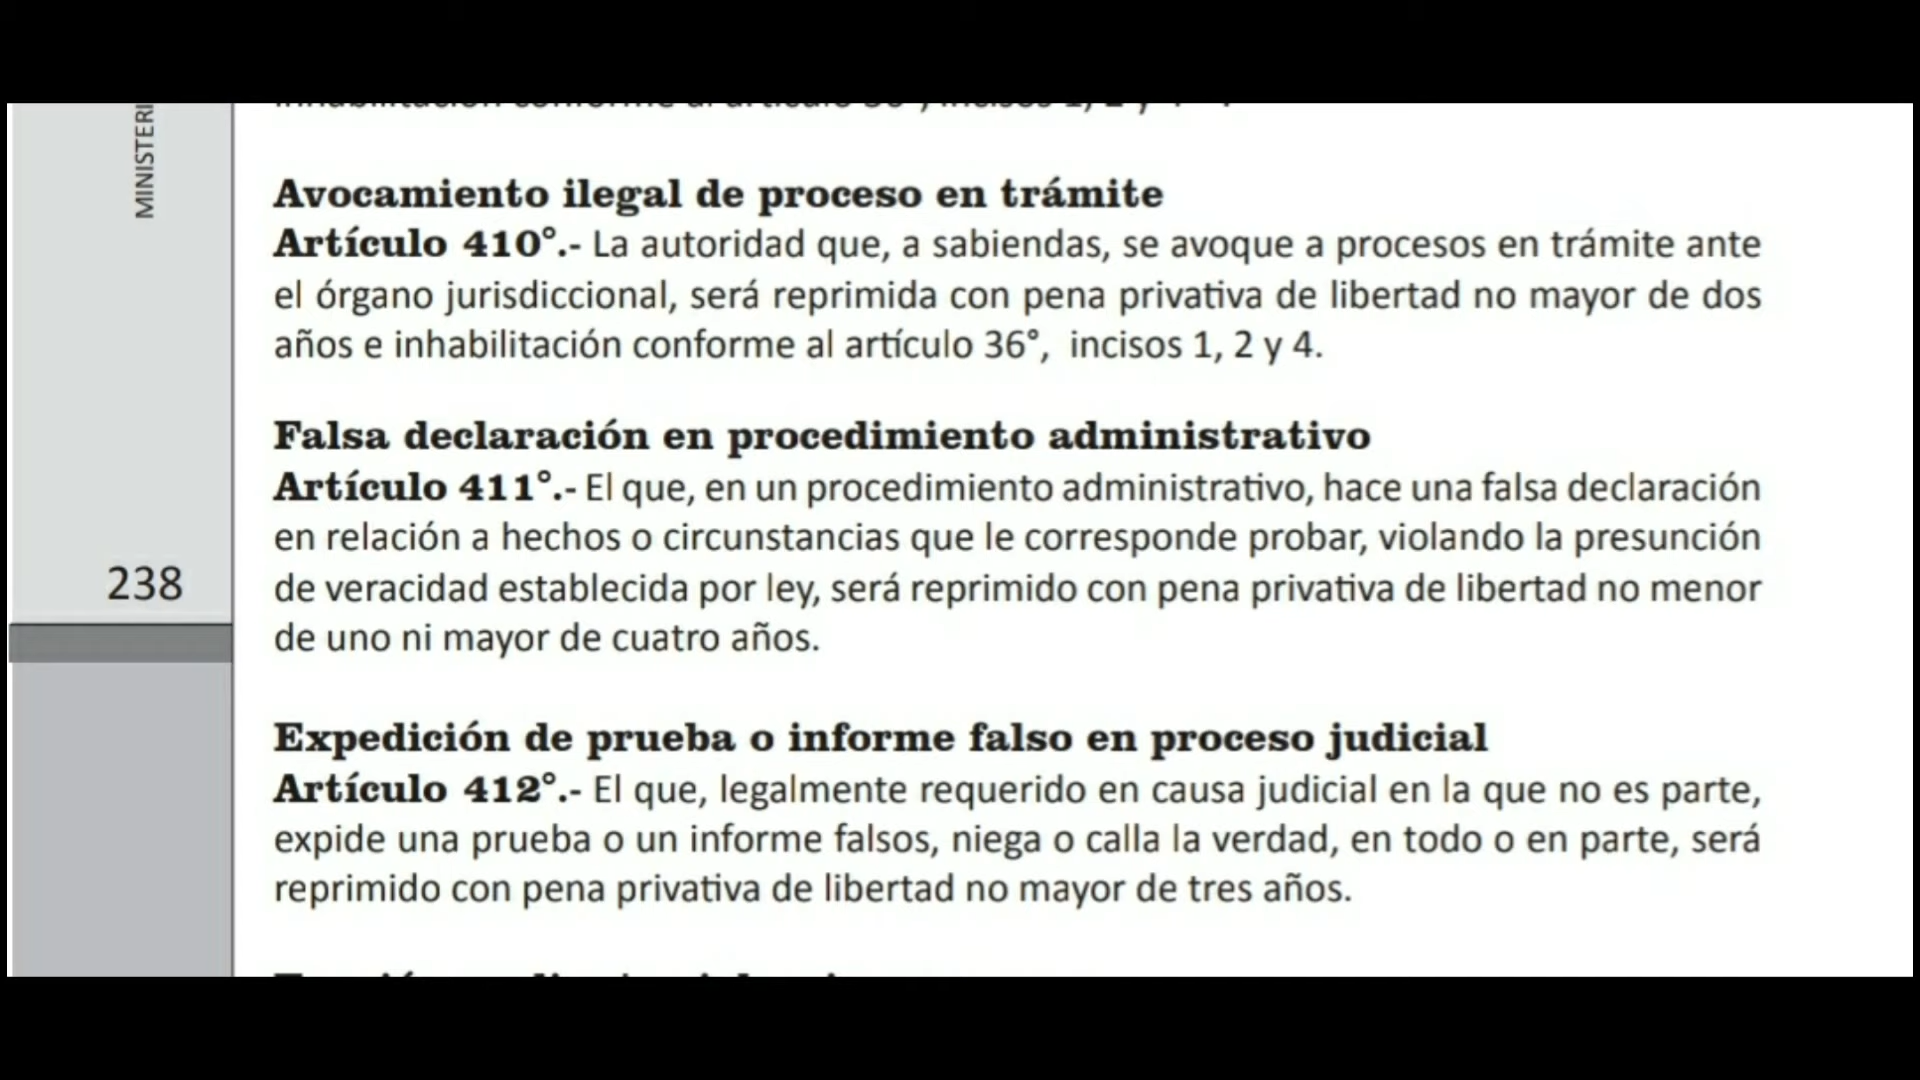 MINISTERI
Avocamiento ilegal de proceso en trámite
Artículo 410°.- La autoridad que, a sabiendas, se avoque a procesos en trámite ante
el órgano jurisdiccional, será reprimida con pena privativa de libertad no mayor de dos
años e inhabilitación conforme al artículo 36°, incisos 1, 2 y 4.
Falsa declaración en procedimiento administrativo
Artículo 411°.- El que, en un procedimiento administrativo, hace una falsa declaración
en relación a hechos o circunstancias que le corresponde probar, violando la presunción
de veracidad establecida por ley, será reprimido con pena privativa de libertad no menor
de uno ni mayor de cuatro años.
238
Expedición de prueba o informe falso en proceso judicial
Artículo 412°.- El que, legalmente requerido en causa judicial en la que no es parte,
expide una prueba o un informe falsos, niega o calla la verdad, en todo o en parte, será
reprimido con pena privativa de libertad no mayor de tres años.